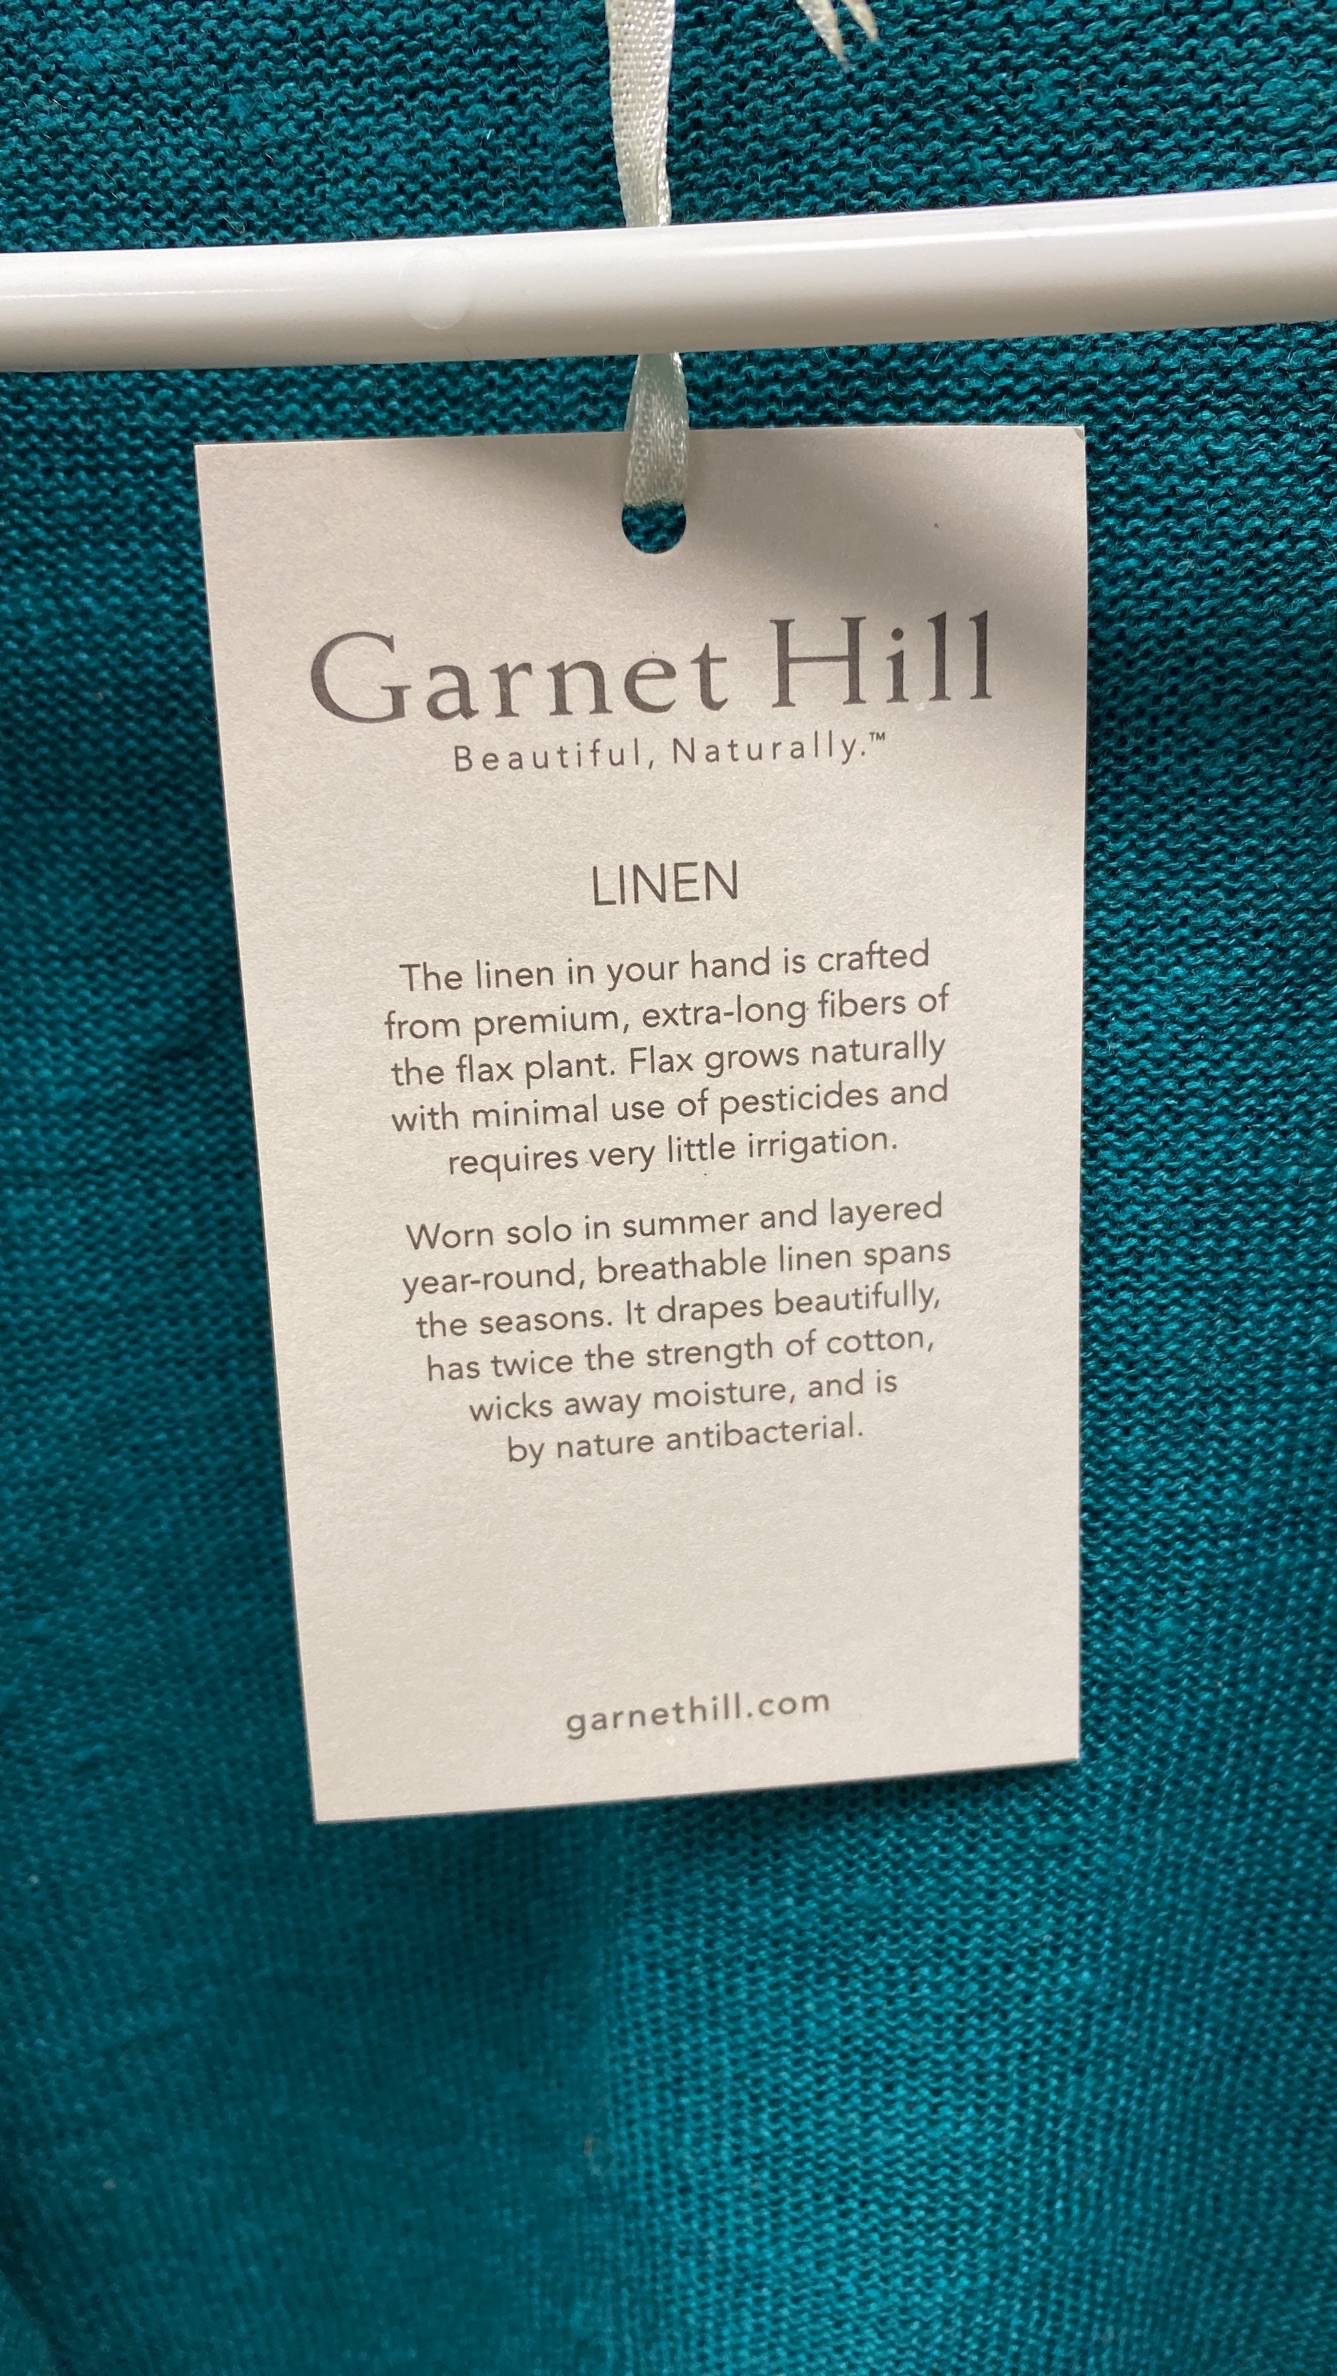 Garnet Hill
Beautiful, Naturally.™
LINEN
The linen in your hand is crafted
from premium, extra-long fibers of
the flax plant. Flax grows naturally
with minimal use of pesticides and
requires very little irrigation.
Worn solo in summer and layered
year-round, breathable linen spans
the seasons. It drapes beautifully,
has twice the strength of cotton,
wicks away moisture, and is
by nature antibacterial.
garnethill.com